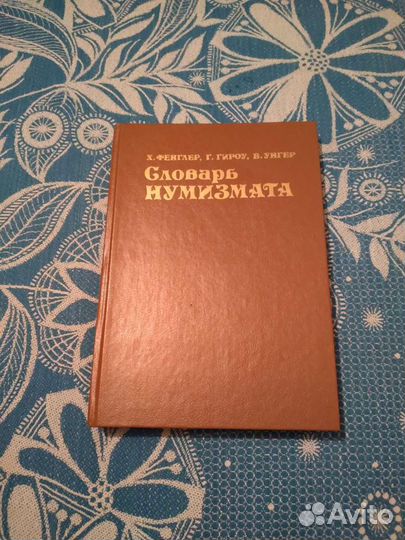 Х. ФЕНГЛЕР, Г. ГИРОУ, В. УНГЕР
Словарь
НУМИЗМАТА
Avito